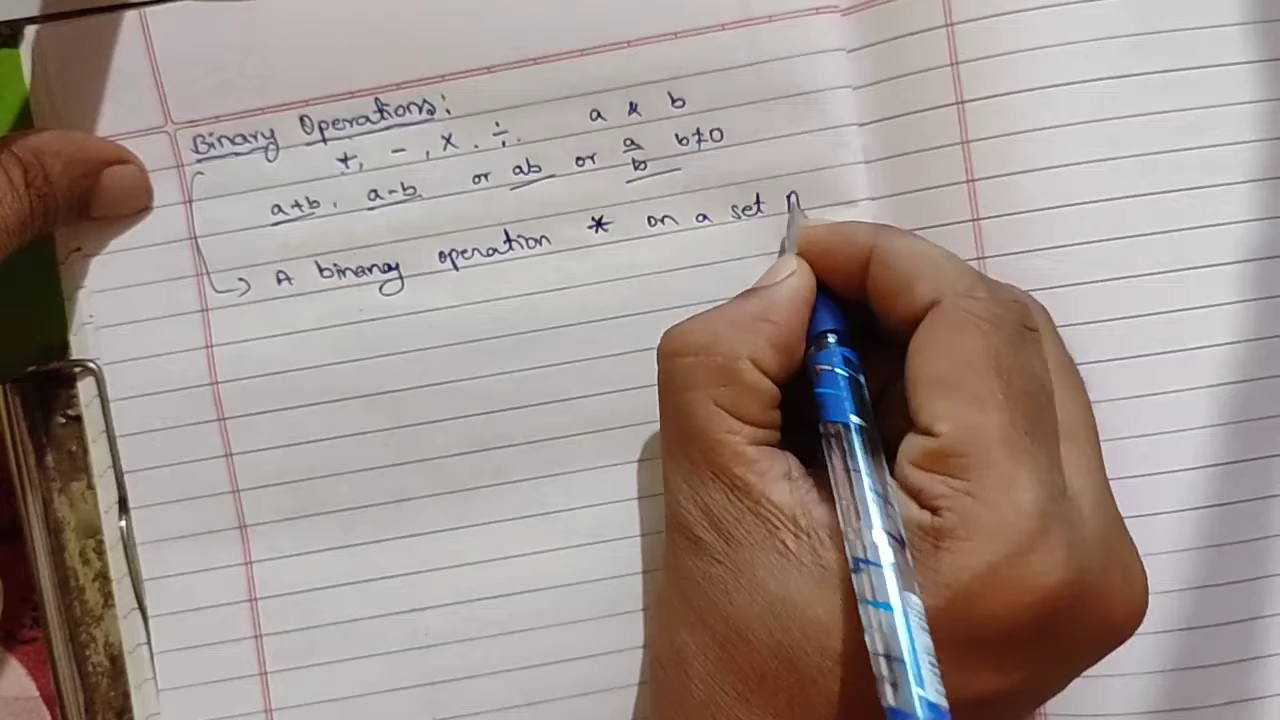 Binary Operations:
+, -, x, ÷. a & b
a+b, a-b or ab or a/b b≠0
→ A binary operation * on a set A